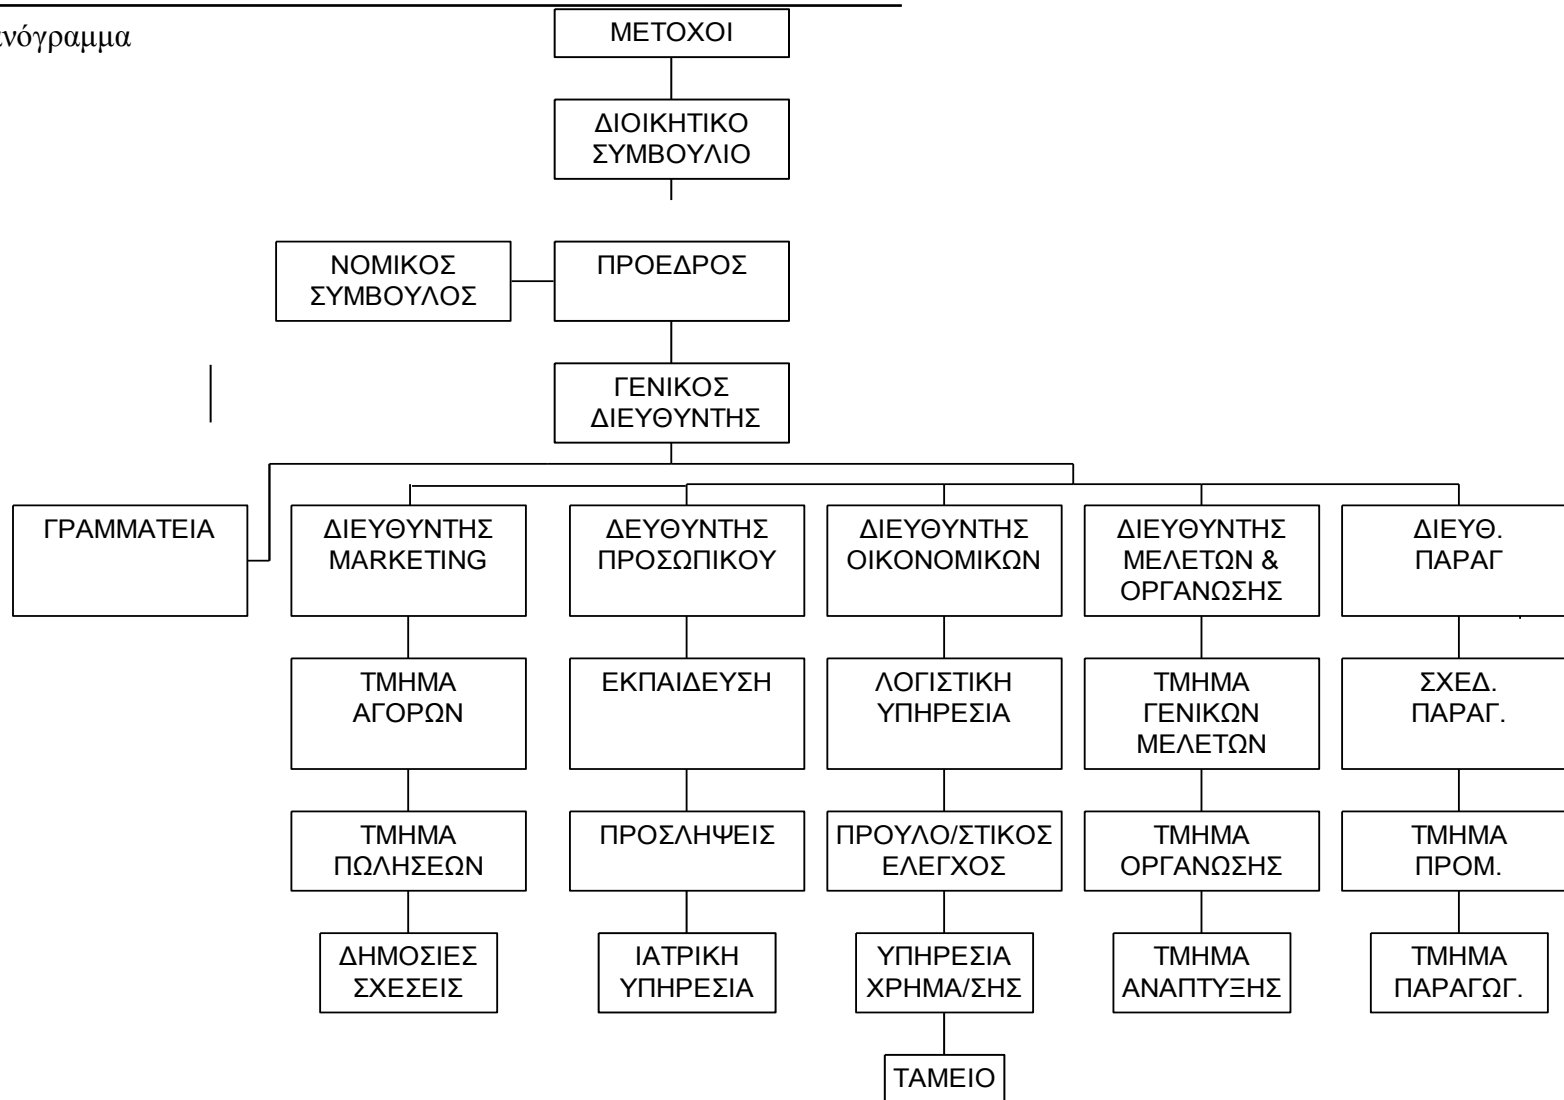 ανόγραμμα
ΜΕΤΟΧΟΙ
ΔΙΟΙΚΗΤΙΚΟ
ΣΥΜΒΟΥΛΙΟ
ΝΟΜΙΚΟΣ
ΣΥΜΒΟΥΛΟΣ
ΠΡΟΕΔΡΟΣ
ΓΕΝΙΚΟΣ
ΔΙΕΥΘΥΝΤΗΣ
ΓΡΑΜΜΑΤΕΙΑ
ΔΙΕΥΘΥΝΤΗΣ
MARKETING
ΔΕΥΘΥΝΤΗΣ
ΠΡΟΣΩΠΙΚΟΥ
ΔΙΕΥΘΥΝΤΗΣ
ΟΙΚΟΝΟΜΙΚΩΝ
ΔΙΕΥΘΥΝΤΗΣ
ΜΕΛΕΤΩΝ &
ΟΡΓΑΝΩΣΗΣ
ΔΙΕΥΘ.
ΠΑΡΑΓ
ΤΜΗΜΑ
ΑΓΟΡΩΝ
ΕΚΠΑΙΔΕΥΣΗ
ΛΟΓΙΣΤΙΚΗ
ΥΠΗΡΕΣΙΑ
ΤΜΗΜΑ
ΓΕΝΙΚΩΝ
ΜΕΛΕΤΩΝ
ΣΧΕΔ.
ΠΑΡΑΓ.
ΤΜΗΜΑ
ΠΩΛΗΣΕΩΝ
ΠΡΟΣΛΗΨΕΙΣ
ΠΡΟΥΛΟ/ΣΤΙΚΟΣ
ΕΛΕΓΧΟΣ
ΤΜΗΜΑ
ΟΡΓΑΝΩΣΗΣ
ΤΜΗΜΑ
ΠΡΟΜ.
ΔΗΜΟΣΙΕΣ
ΣΧΕΣΕΙΣ
ΙΑΤΡΙΚΗ
ΥΠΗΡΕΣΙΑ
ΥΠΗΡΕΣΙΑ
ΧΡΗΜΑ/ΣΗΣ
ΤΜΗΜΑ
ΑΝΑΠΤΥΞΗΣ
ΤΜΗΜΑ
ΠΑΡΑΓΩΓ.
ΤΑΜΕΙΟ